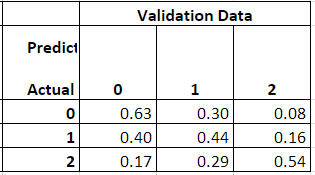 Validation Data
Predict
Actual 0 1 2
0 0.63 0.30 0.08
1 0.40 0.44 0.16
2 0.17 0.29 0.54